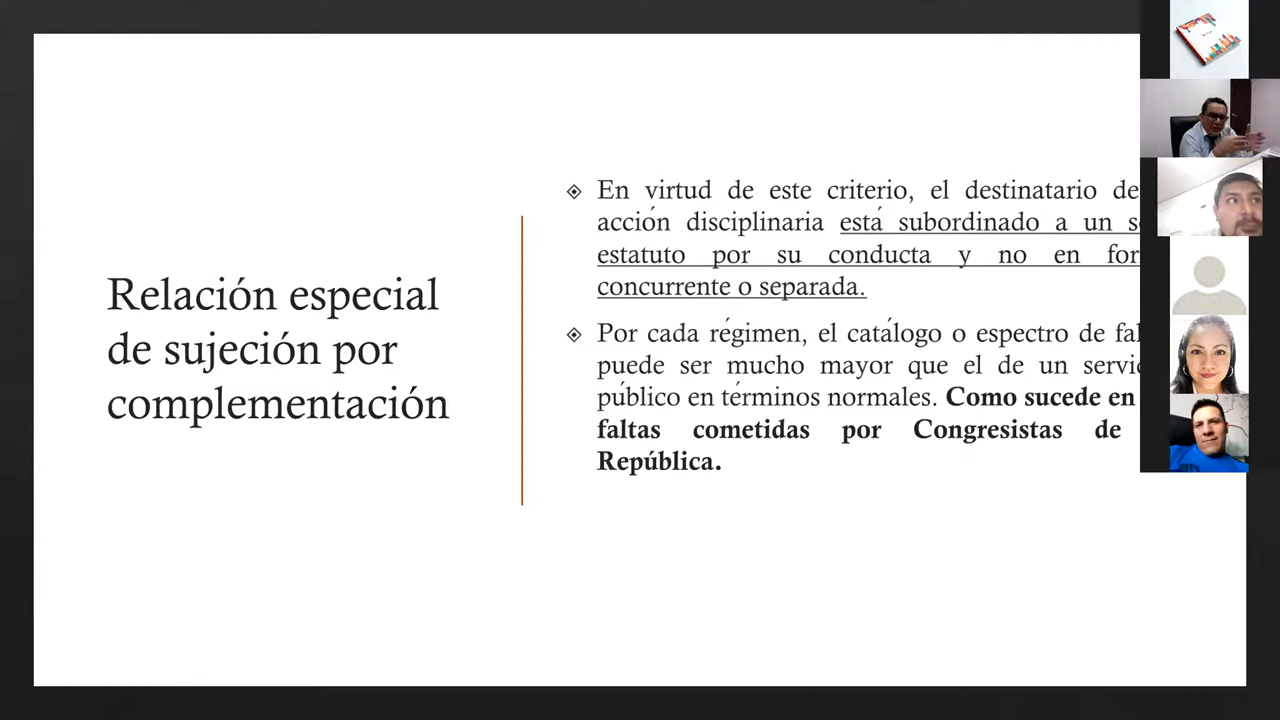 Relación especial
de sujeción por
complementación
En virtud de este criterio, el destinatario de
acción disciplinaria está subordinado a un
estatuto por su conducta y no en
concurrente o separada.
Por cada régimen, el catálogo o espectro de
puede ser mucho mayor que el de un
público en términos normales. Como sucede en
faltas cometidas por Congresistas de
República.